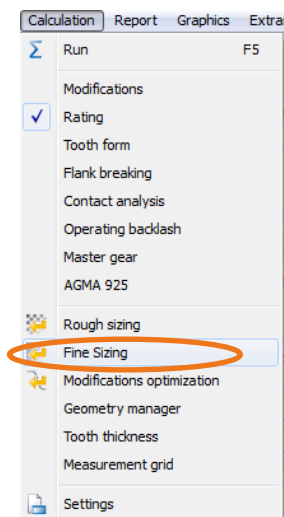 Calculation Report Graphics Extra
Σ Run F5
Modifications
Rating
Tooth form
Flank breaking
Contact analysis
Operating backlash
Master gear
AGMA 925
Rough sizing
Fine Sizing
Modifications optimization
Geometry manager
Tooth thickness
Measurement grid
Settings